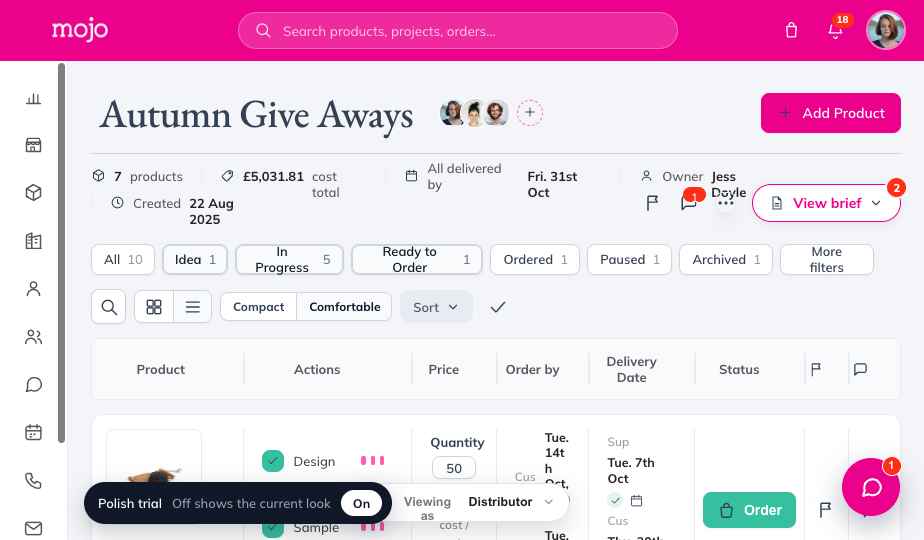 mojo
Search products, projects, orders...
18
Autumn Give Aways
+
Add Product
7 products
£5,031.81 cost total
All delivered by
Fri. 31st Oct
Owner Jess Doyle
Created 22 Aug 2025
1
View brief
2
All 10
Idea 1
In Progress 5
Ready to Order 1
Ordered 1
Paused 1
Archived 1
More filters
Compact
Comfortable
Sort
Product
Actions
Price
Order by
Delivery Date
Status
Quantity
50
Design
Sample
cost /
Cus
Tue.
14t
h
Oct,
Tue.
Sup
Tue. 7th
Oct
Cus
Order
1
Polish trial
Off shows the current look
On
Viewing as
Distributor